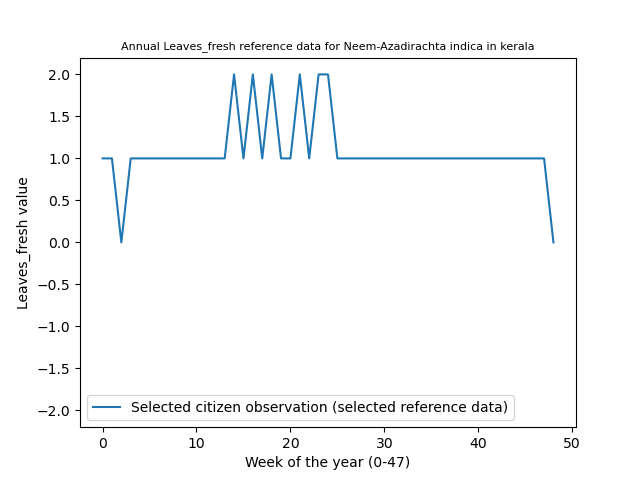 Annual Leaves_fresh reference data for Neem-Azadirachta indica in kerala
2.0
1.5
1.0
0.5
0.0
−0.5
−1.0
−1.5
−2.0
Leaves_fresh value
Selected citizen observation (selected reference data)
0 10 20 30 40 50
Week of the year (0-47)